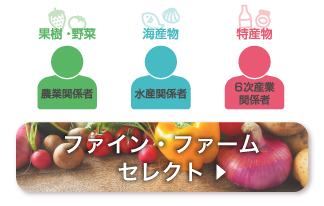 果樹・野菜
海産物
特産物
農業関係者
水産関係者
6次産業
関係者
ファイン・ファーム
セレクト ▶